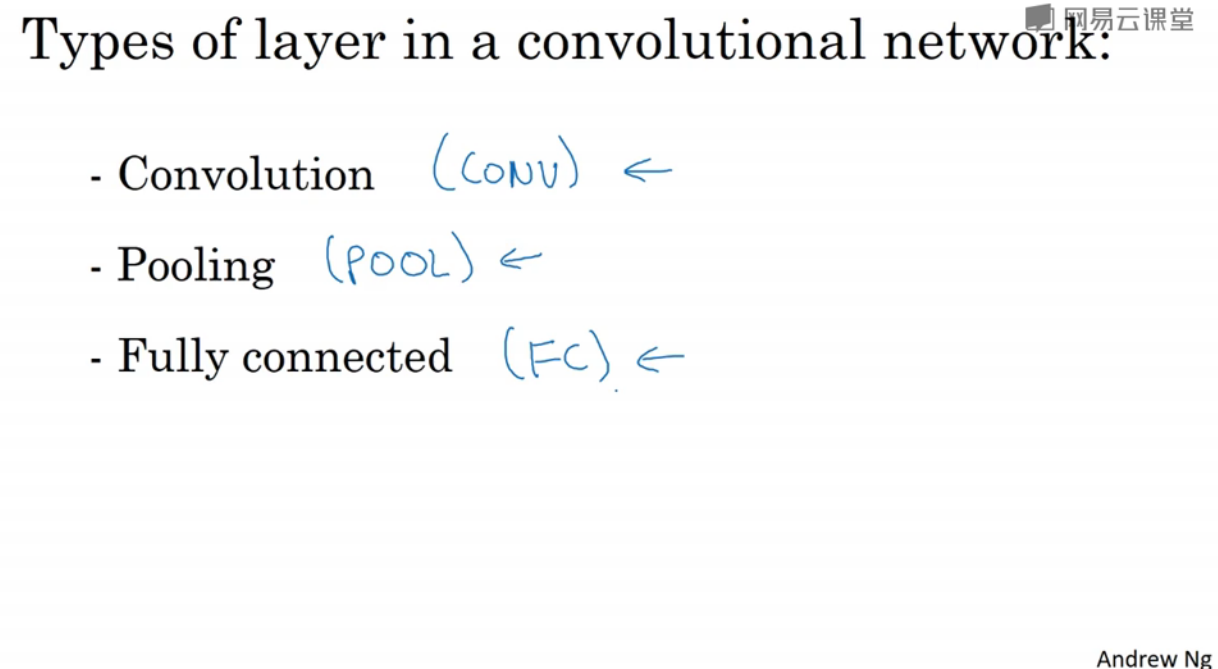 网易云课堂
Types of layer in a convolutional network:
- Convolution (CONV) ←
- Pooling (POOL) ←
- Fully connected (FC) ←
Andrew Ng